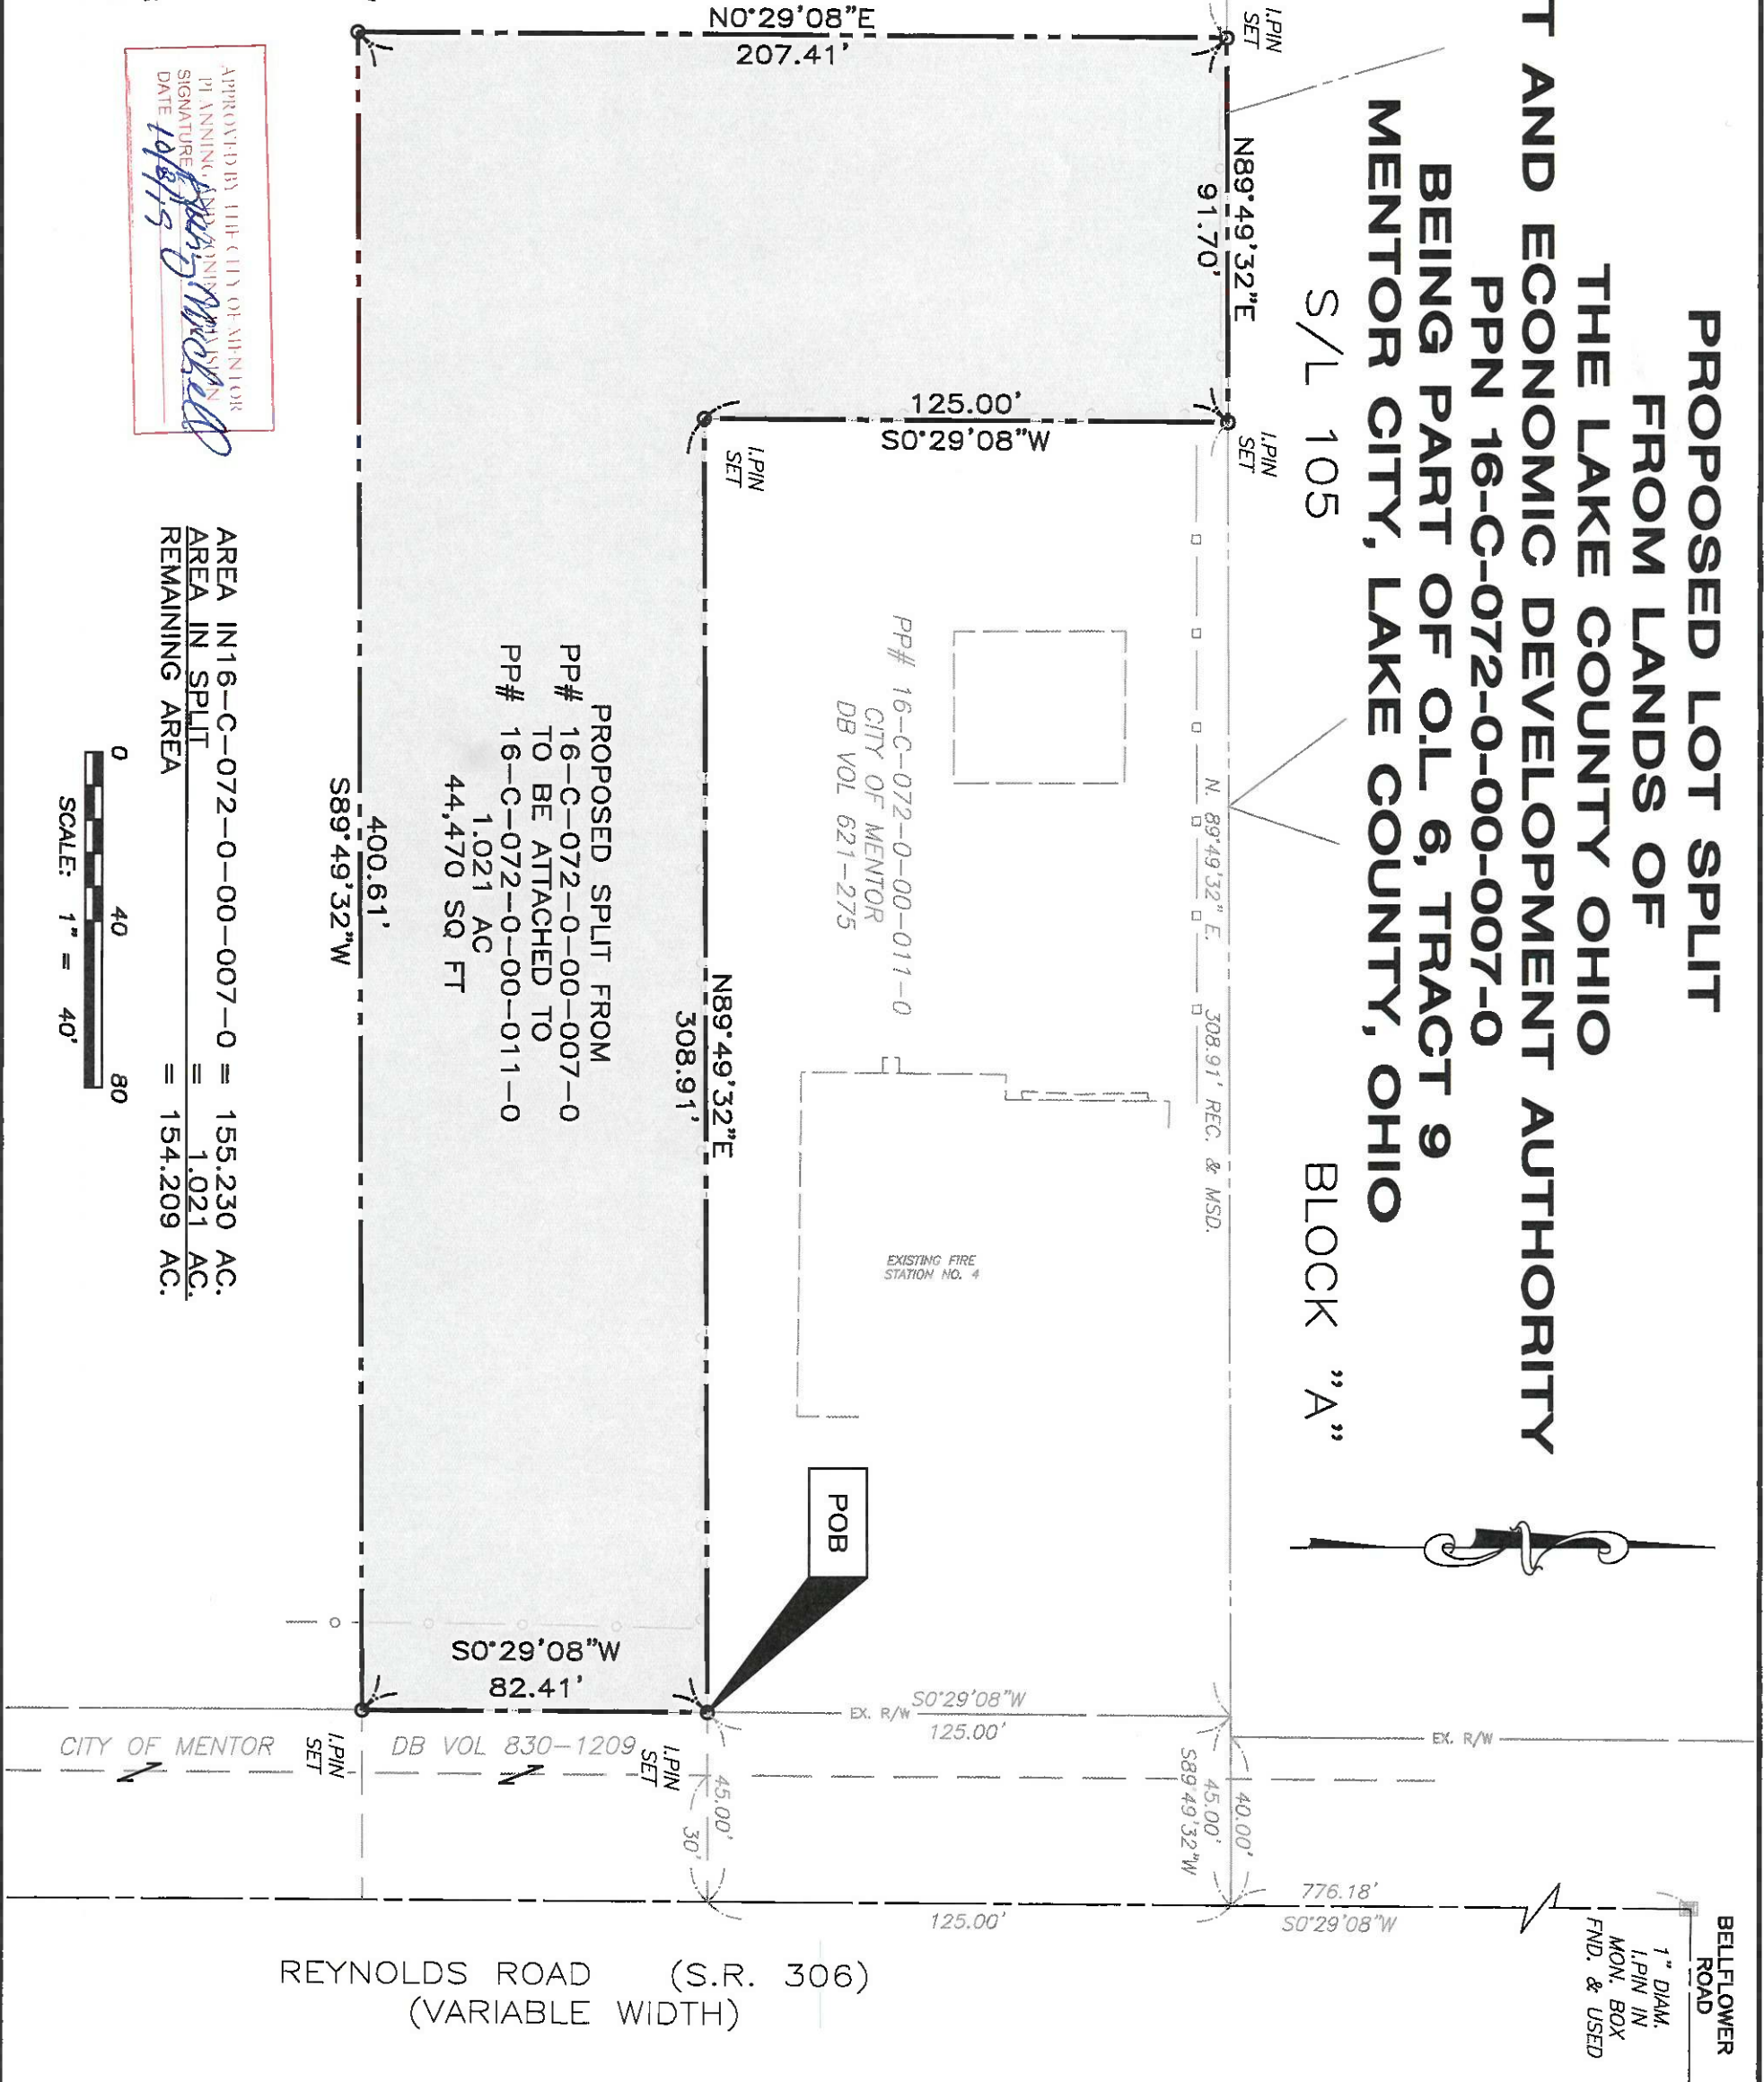 PROPOSED LOT SPLIT
FROM LANDS OF
THE LAKE COUNTY OHIO
T AND ECONOMIC DEVELOPMENT AUTHORITY
PPN 16-C-072-0-00-007-0
BEING PART OF O.L. 6, TRACT 9
MENTOR CITY, LAKE COUNTY, OHIO
S/L 105
BLOCK "A"
BELLFLOWER
ROAD
1" DIAM.
I.PIN IN
MON. BOX
FND. & USED
I.PIN
SET
N89°49'32"E
91.70'
I.PIN
SET
N. 89°49'32" E. 308.91' REC. & MSD.
N0°29'08"E
207.41'
125.00'
S0°29'08"W
I.PIN
SET
PP# 16-C-072-0-00-011-0
CITY OF MENTOR
DB VOL 621-275
EXISTING FIRE
STATION NO. 4
POB
N89°49'32"E
308.91'
PROPOSED SPLIT FROM
PP# 16-C-072-0-00-007-0
TO BE ATTACHED TO
PP# 16-C-072-0-00-011-0
1.021 AC
44,470 SQ FT
400.61'
S89°49'32"W
S0°29'08"W
82.41'
EX. R/W
S0°29'08"W
125.00'
EX. R/W
40.00'
45.00'
S89°49'32"W
776.18'
S0°29'08"W
45.00'
30'
125.00'
I.PIN
SET
I.PIN
SET
CITY OF MENTOR
DB VOL 830-1209
REYNOLDS ROAD (S.R. 306)
(VARIABLE WIDTH)
APPROVED BY THE CITY OF MENTOR
PLANNING AND ZONING DIVISION
SIGNATURE
DATE 10/8/15
AREA IN16-C-072-0-00-007-0 = 155.230 AC.
AREA IN SPLIT = 1.021 AC.
REMAINING AREA = 154.209 AC.
0 40 80
SCALE: 1" = 40'